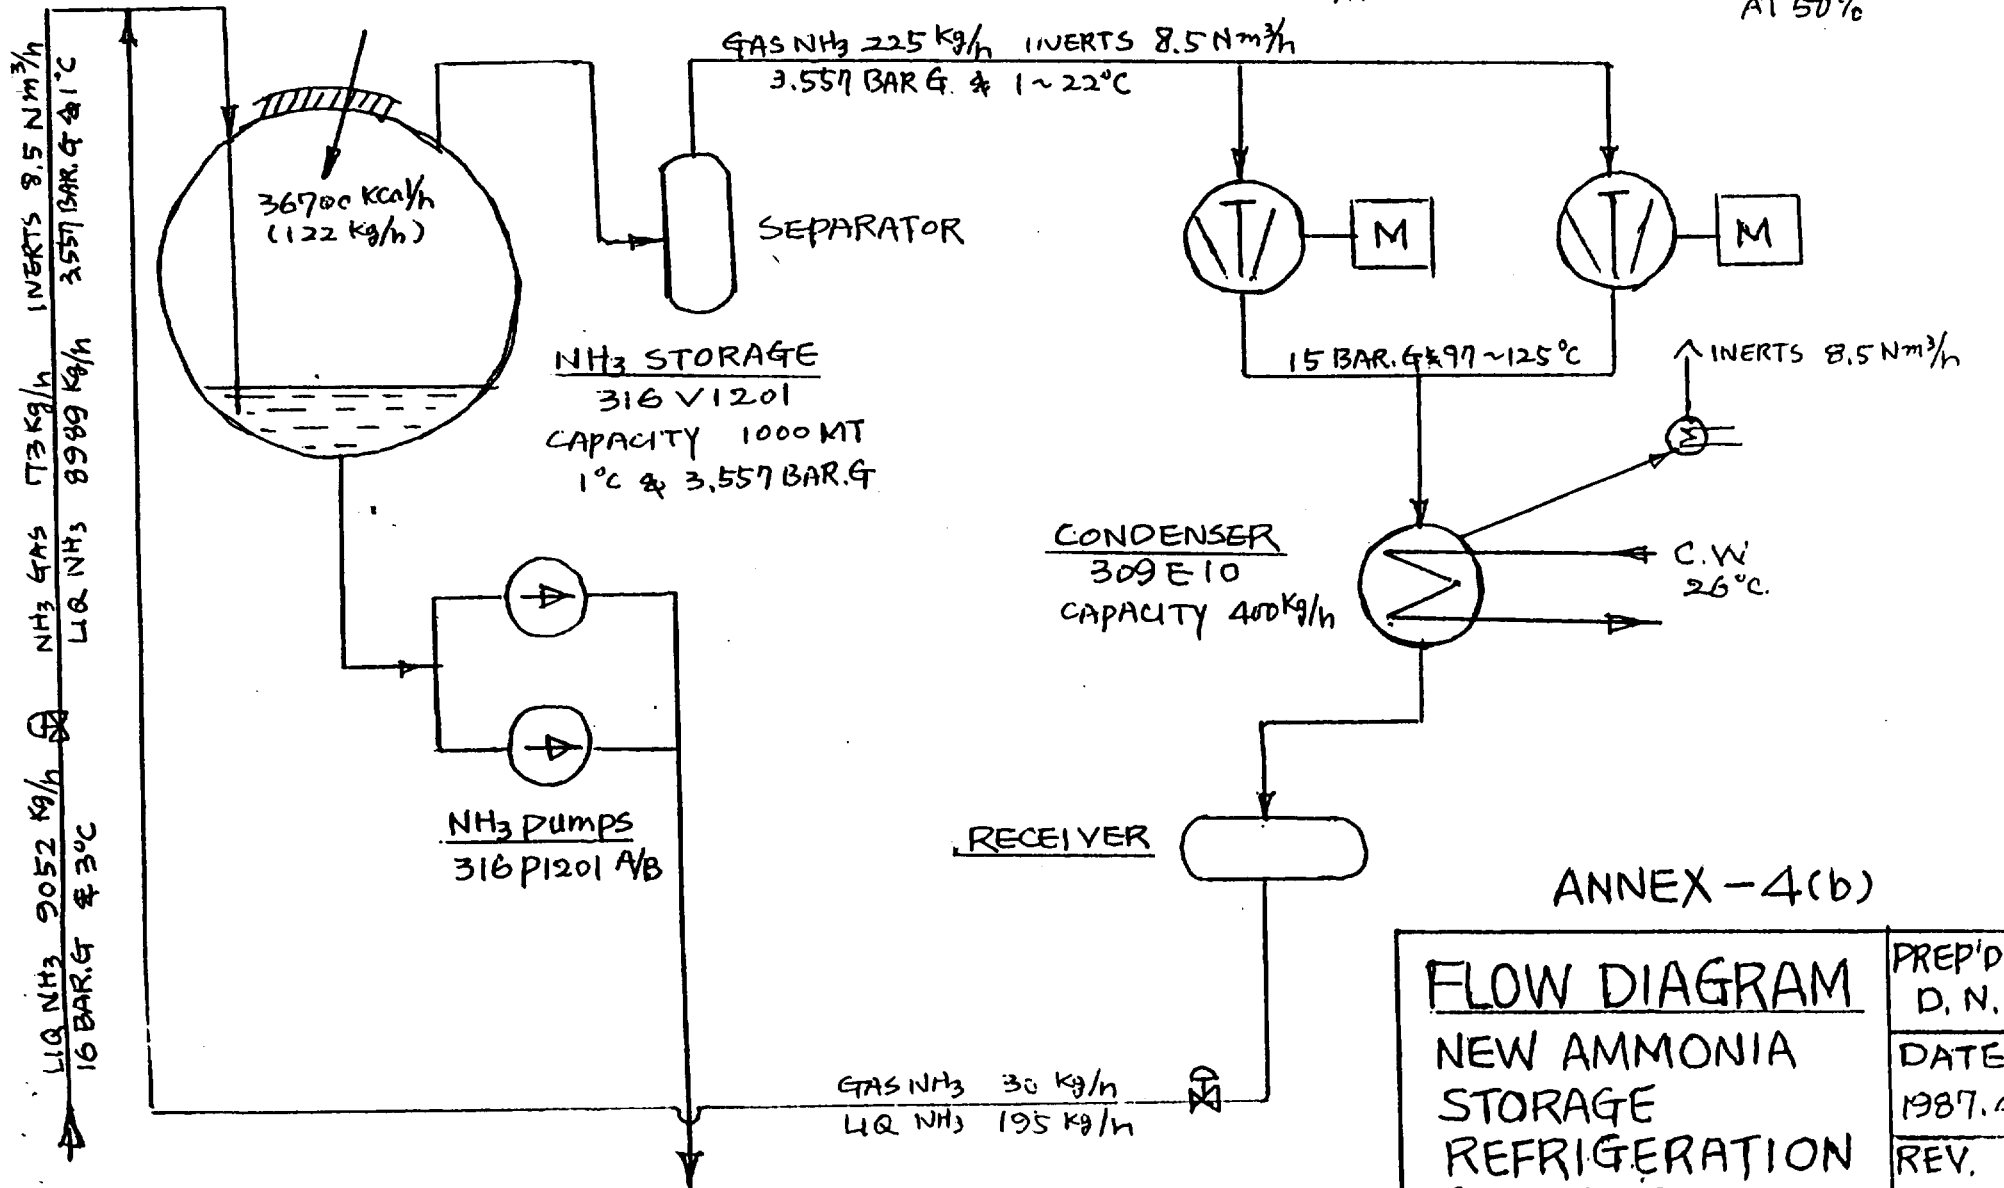 AT 50%
GAS NH3 225 Kg/h INERTS 8.5 Nm³/h
3.557 BAR G. & 1~22°C
36700 Kcal/h
(122 Kg/h)
SEPARATOR
M
M
NH3 STORAGE
316 V1201
CAPACITY 1000 MT
1°C & 3.557 BAR.G
15 BAR.G & 97~125°C
INERTS 8.5 Nm³/h
CONDENSER
309 E10
CAPACITY 400 Kg/h
C.W
26°C.
NH3 PUMPS
316 P1201 A/B
RECEIVER
GAS NH3 30 Kg/h
LIQ NH3 195 Kg/h
LIQ NH3 9052 Kg/h
16 BAR.G & 3°C
NH3 GAS 73 Kg/h INERTS 8.5 Nm³/h
LIQ NH3 8989 Kg/h 3.557 BAR.G & 1°C
ANNEX-4(b)
FLOW DIAGRAM
NEW AMMONIA
STORAGE
REFRIGERATION
PREP'D
D. N.
DATE
1987.
REV.